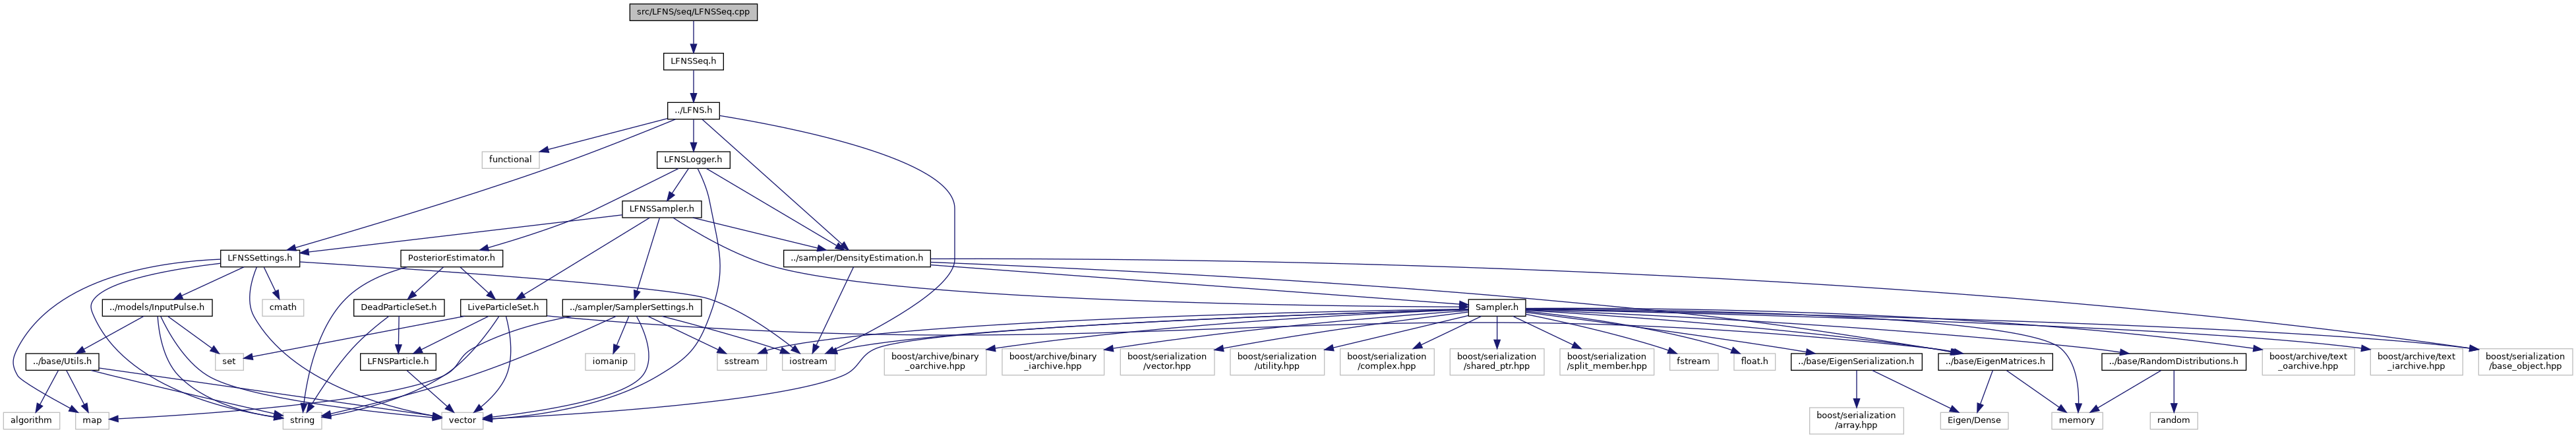 src/LFNS/seq/LFNSSeq.cpp
LFNSSeq.h
../LFNS.h
functional
LFNSLogger.h
LFNSSampler.h
LFNSSettings.h
PosteriorEstimator.h
../sampler/DensityEstimation.h
../models/InputPulse.h
cmath
DeadParticleSet.h
LiveParticleSet.h
../sampler/SamplerSettings.h
Sampler.h
../base/Utils.h
set
LFNSParticle.h
iomanip
sstream
iostream
boost/archive/binary
_oarchive.hpp
boost/archive/binary
_iarchive.hpp
boost/serialization
/vector.hpp
boost/serialization
/utility.hpp
boost/serialization
/complex.hpp
boost/serialization
/shared_ptr.hpp
boost/serialization
/split_member.hpp
fstream
float.h
../base/EigenSerialization.h
../base/EigenMatrices.h
../base/RandomDistributions.h
boost/archive/text
_oarchive.hpp
boost/archive/text
_iarchive.hpp
boost/serialization
/base_object.hpp
algorithm
map
string
vector
boost/serialization
/array.hpp
Eigen/Dense
memory
random